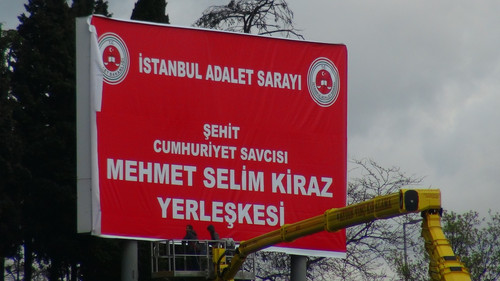 İSTANBUL ADALET SARAYI
ŞEHİT
CUMHURİYET SAVCISI
MEHMET SELİM KİRAZ
YERLEŞKESİ